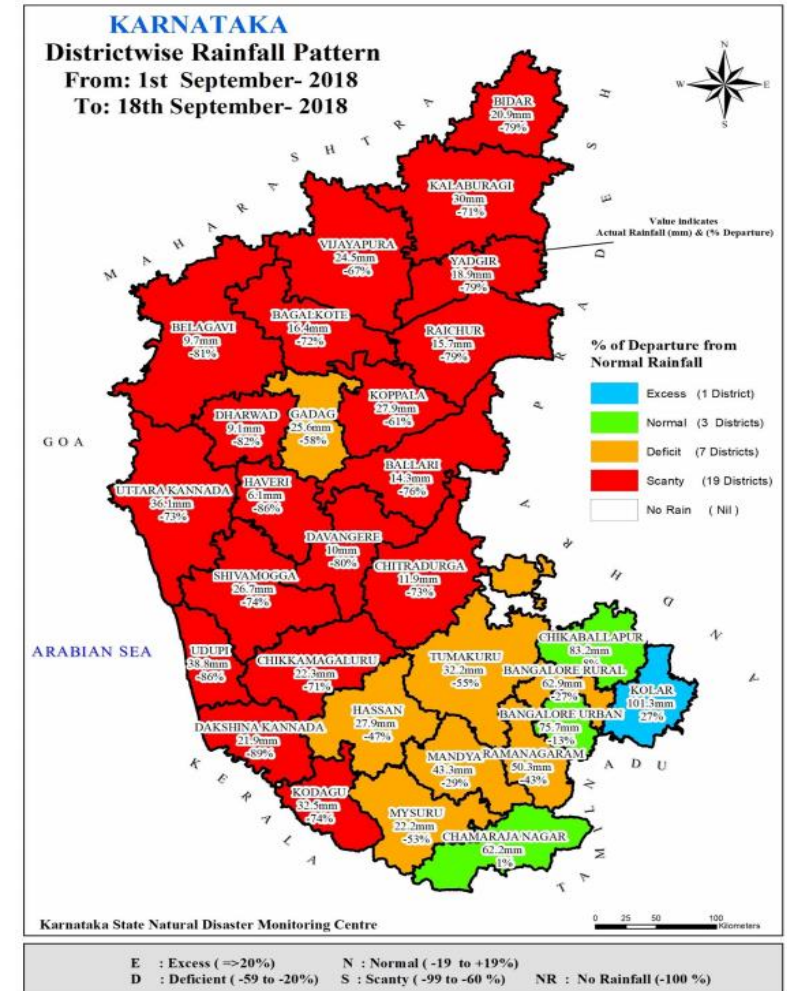 KARNATAKA
Districtwise Rainfall Pattern
From: 1st September- 2018
To: 18th September- 2018
N
W
E
S
MAHARASHTRA
ANDHRA PRADESH
BIDAR
20.9mm
-79%
KALABURAGI
30mm
-71%
Value indicates
Actual Rainfall (mm) & (% Departure)
VIJAYAPURA
24.5mm
-67%
YADGIR
18.9mm
-79%
BAGALKOTE
16.4mm
-72%
BELAGAVI
9.7mm
-81%
RAICHUR
15.7mm
-79%
% of Departure from
Normal Rainfall
Excess (1 District)
Normal (3 Districts)
Deficit (7 Districts)
Scanty (19 Districts)
No Rain ( Nil )
KOPPALA
27.9mm
-61%
DHARWAD
9.1mm
-82%
GADAG
25.6mm
-58%
GOA
BALLARI
14.3mm
-76%
UTTARA KANNADA
36.1mm
-73%
HAVERI
6.1mm
-86%
DAVANGERE
10mm
-80%
CHITRADURGA
11.9mm
-73%
SHIVAMOGGA
26.7mm
-74%
ARABIAN SEA
UDUPI
38.8mm
-86%
CHIKKAMAGALURU
22.3mm
-71%
TUMAKURU
32.2mm
-55%
CHIKABALLAPUR
83.2mm
8%
BANGALORE RURAL
62.9mm
-27%
KOLAR
101.3mm
27%
BANGALORE URBAN
75.7mm
-13%
HASSAN
27.9mm
-47%
DAKSHINA KANNADA
21.9mm
-89%
MANDYA
43.3mm
-29%
RAMANAGARAM
50.3mm
-43%
KODAGU
32.5mm
-74%
MYSURU
22.2mm
-53%
CHAMARAJA NAGAR
62.2mm
1%
KERALA
TAMILNADU
Karnataka State Natural Disaster Monitoring Centre
0 25 50 100
Kilometers
E : Excess ( =>20%) N : Normal ( -19 to +19%)
D : Deficient ( -59 to -20%) S : Scanty ( -99 to -60 %) NR : No Rainfall (-100 %)